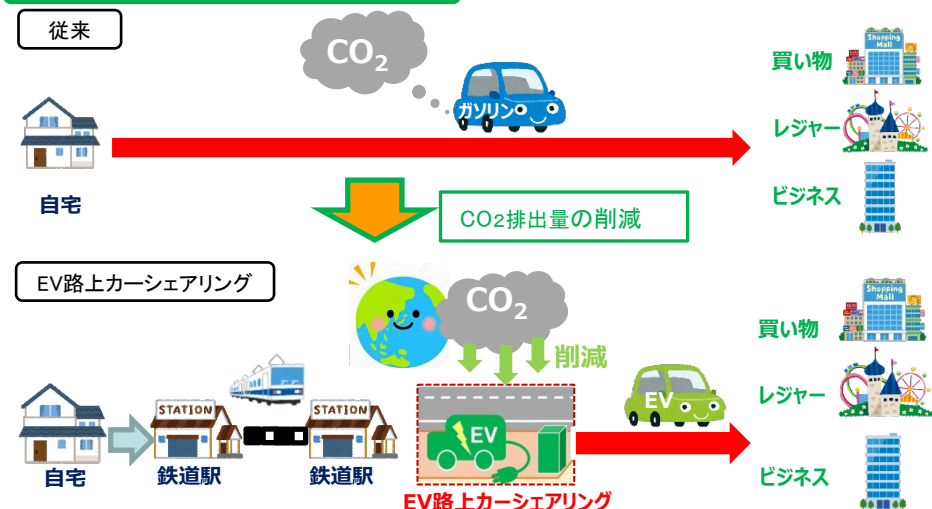 従来
CO2
ガソリン
自宅
買い物
Shopping Mall
レジャー
ビジネス
CO2排出量の削減
EV路上カーシェアリング
CO2
削減
自宅
STATION
鉄道駅
STATION
鉄道駅
EV
EV路上カーシェアリング
EV
買い物
Shopping Mall
レジャー
ビジネス